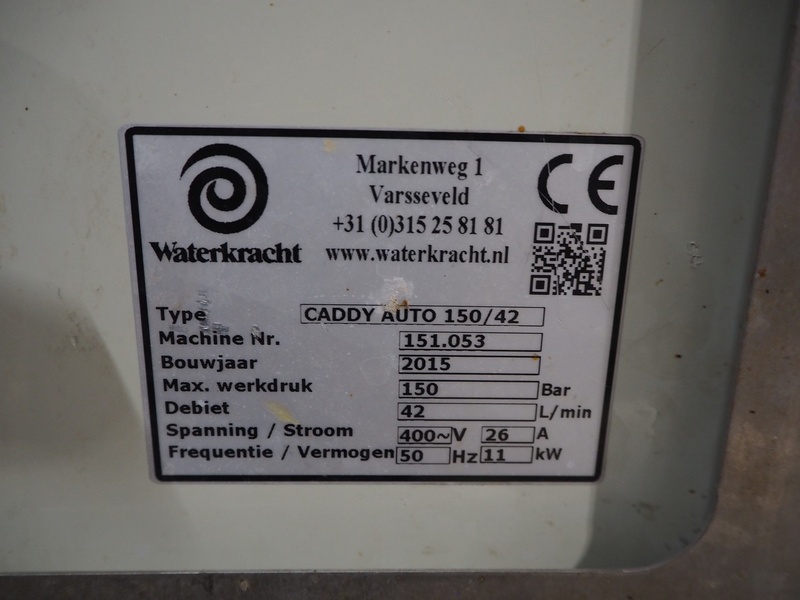 Waterkracht
Markenweg 1
Varsseveld
+31 (0)315 25 81 81
www.waterkracht.nl
CE
Type CADDY AUTO 150/42
Machine Nr. 151.053
Bouwjaar 2015
Max. werkdruk 150 Bar
Debiet 42 L/min
Spanning / Stroom 400~ V 26 A
Frequentie / Vermogen 50 Hz 11 kW